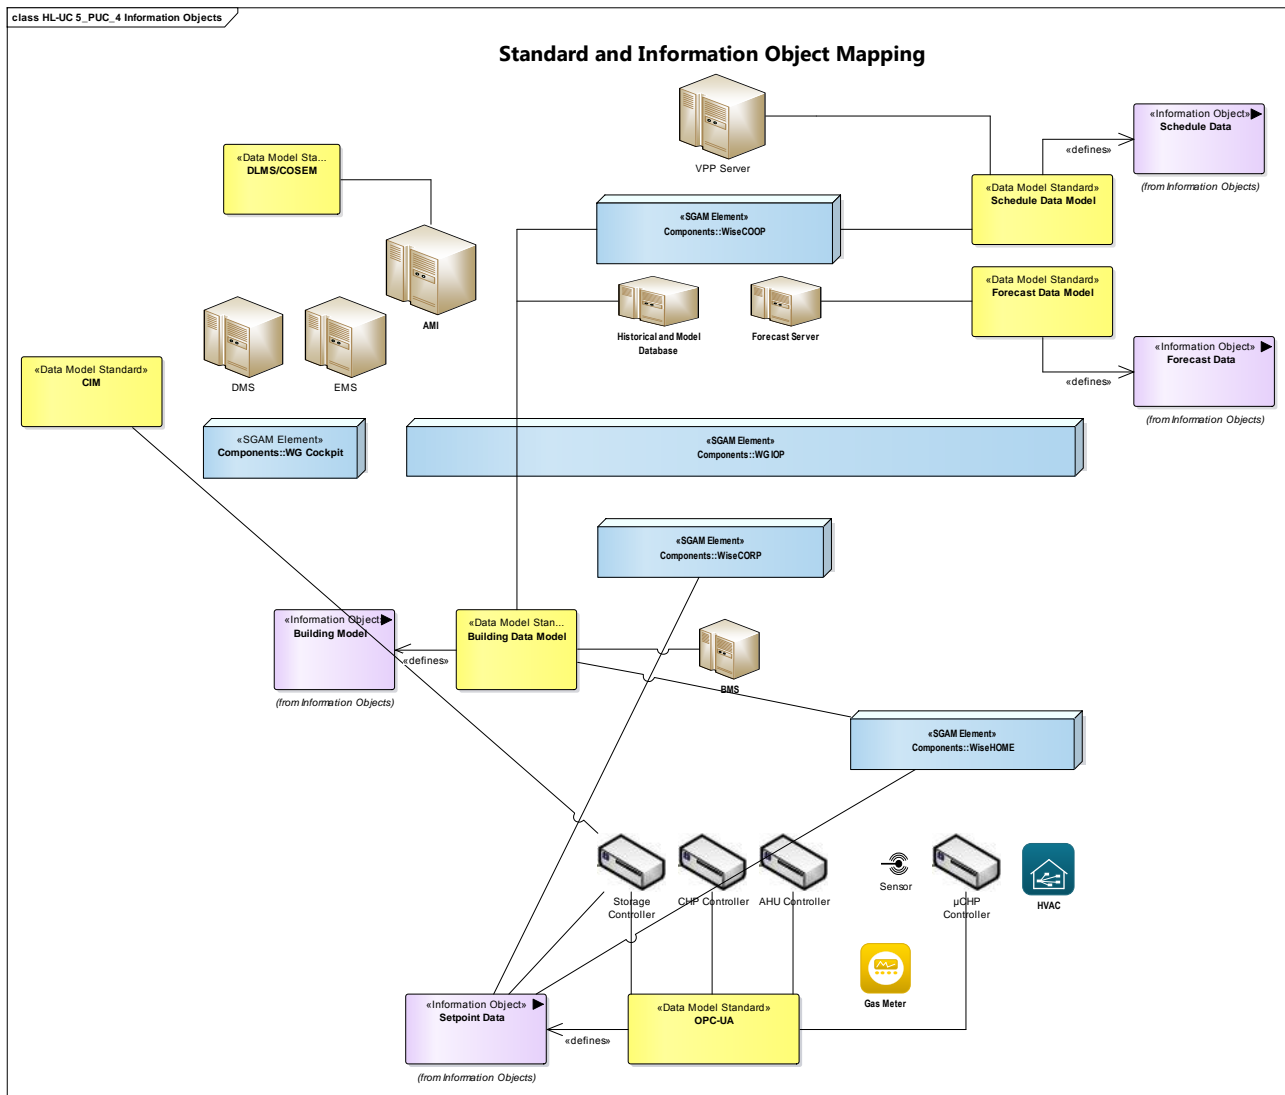 class HL-UC 5_PUC_4 Information Objects
Standard and Information Object Mapping
VPP Server
«Information Object»
Schedule Data
(from Information Objects)
«defines»
«Data Model Sta...
DLMS/COSEM
«Data Model Standard»
Schedule Data Model
«SGAM Element»
Components::WiseCOOP
AMI
«Data Model Standard»
Forecast Data Model
Historical and Model
Database
Forecast Server
DMS
EMS
«Information Object»
Forecast Data
(from Information Objects)
«defines»
«Data Model Standard»
CIM
«SGAM Element»
Components::WG Cockpit
«SGAM Element»
Components::WG IOP
«SGAM Element»
Components::WiseCORP
«Information Object»
Building Model
(from Information Objects)
«defines»
«Data Model Stan...
Building Data Model
BMS
«SGAM Element»
Components::WiseHOME
Storage
Controller
CHP Controller
AHU Controller
Sensor
µCHP
Controller
HVAC
Gas Meter
«Information Object»
Setpoint Data
(from Information Objects)
«defines»
«Data Model Standard»
OPC-UA